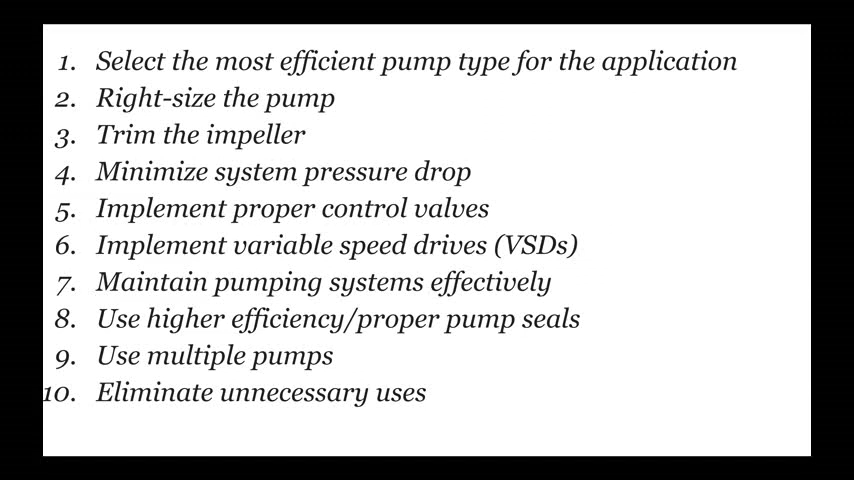 1. Select the most efficient pump type for the application
2. Right-size the pump
3. Trim the impeller
4. Minimize system pressure drop
5. Implement proper control valves
6. Implement variable speed drives (VSDs)
7. Maintain pumping systems effectively
8. Use higher efficiency/proper pump seals
9. Use multiple pumps
10. Eliminate unnecessary uses